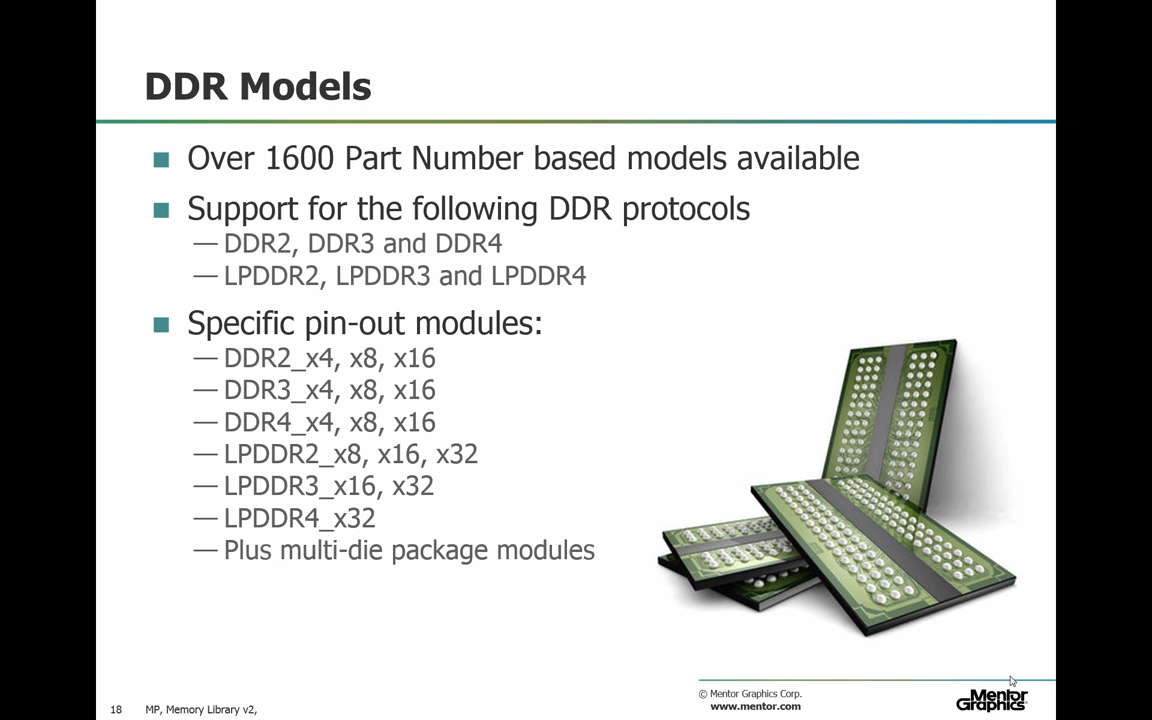 DDR Models
Over 1600 Part Number based models available
Support for the following DDR protocols
— DDR2, DDR3 and DDR4
— LPDDR2, LPDDR3 and LPDDR4
Specific pin-out modules:
— DDR2_x4, x8, x16
— DDR3_x4, x8, x16
— DDR4_x4, x8, x16
— LPDDR2_x8, x16, x32
— LPDDR3_x16, x32
— LPDDR4_x32
— Plus multi-die package modules
© Mentor Graphics Corp.
www.mentor.com
Mentor
Graphics
18 MP, Memory Library v2,